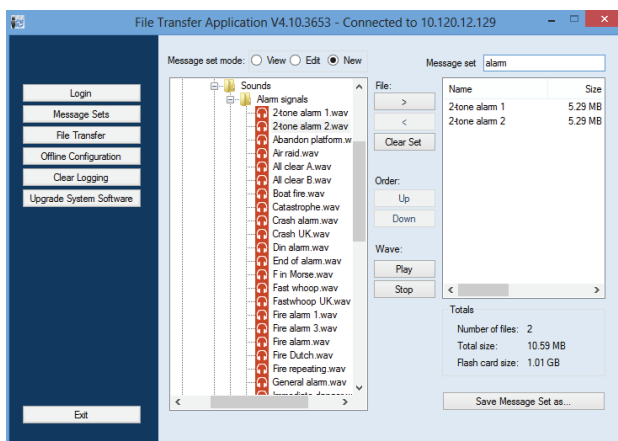 File Transfer Application V4.10.3653 - Connected to 10.120.12.129
Login
Message Sets
File Transfer
Offline Configuration
Clear Logging
Upgrade System Software
Exit
Message set mode: View Edit New
Sounds
Alarm signals
2-tone alarm 1.wav
2-tone alarm 2.wav
Abandon platform.w
Air raid.wav
All clear A.wav
All clear B.wav
Boat fire.wav
Catastrophe.wav
Crash alarm.wav
Crash UK.wav
Din alarm.wav
End of alarm.wav
F in Morse.wav
Fast whoop.wav
Fastwhoop UK.wav
Fire alarm 1.wav
Fire alarm 3.wav
Fire alarm.wav
Fire Dutch.wav
Fire repeating.wav
General alarm.wav
File:
>
<
Clear Set
Order:
Up
Down
Wave:
Play
Stop
Message set alarm
Name Size
2-tone alarm 1 5.29 MB
2-tone alarm 2 5.29 MB
Totals
Number of files: 2
Total size: 10.59 MB
Flash card size: 1.01 GB
Save Message Set as...